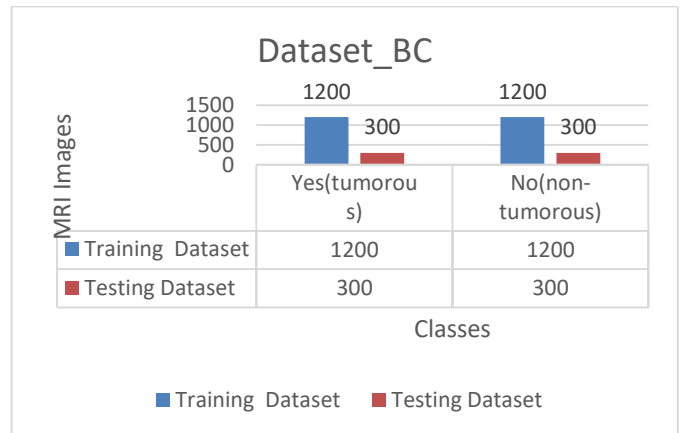 Dataset_BC
1200 1200
300 300
1500
1000
500
0
MRI Images
Yes(tumorou
s)
No(non-
tumorous)
Training  Dataset 1200 1200
Testing Dataset 300 300
Classes
Training  Dataset Testing Dataset